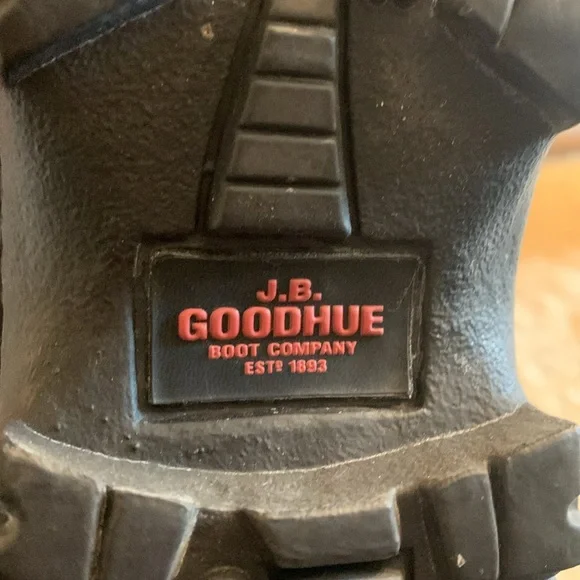 J.B.
GOODHUE
BOOT COMPANY
ESTD 1893